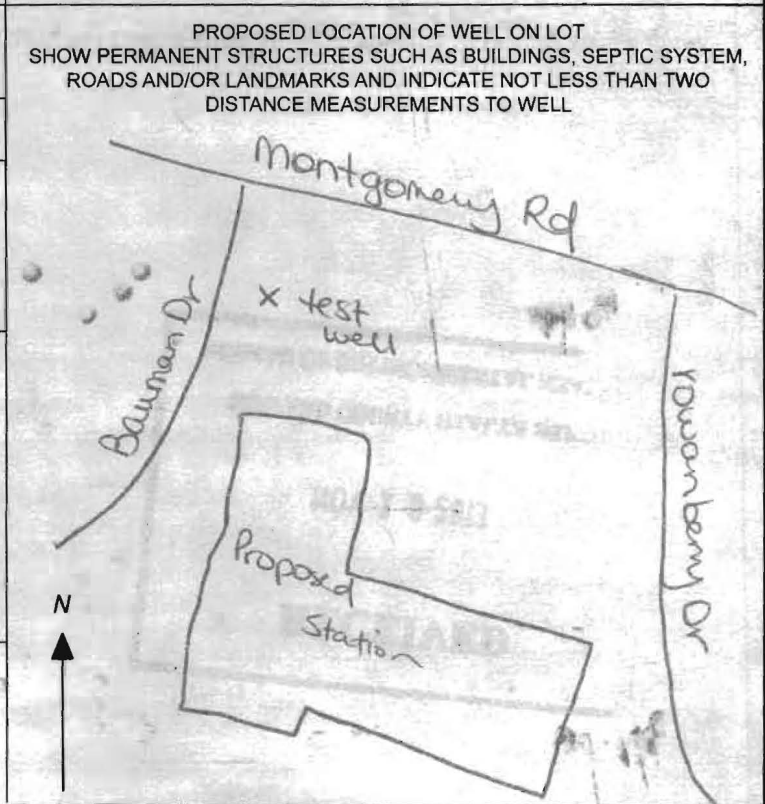 PROPOSED LOCATION OF WELL ON LOT
SHOW PERMANENT STRUCTURES SUCH AS BUILDINGS, SEPTIC SYSTEM,
ROADS AND/OR LANDMARKS AND INDICATE NOT LESS THAN TWO
DISTANCE MEASUREMENTS TO WELL
Montgomery Rd
Bauman Dr
X test
well
rowanberry Dr
Proposed
Station
N